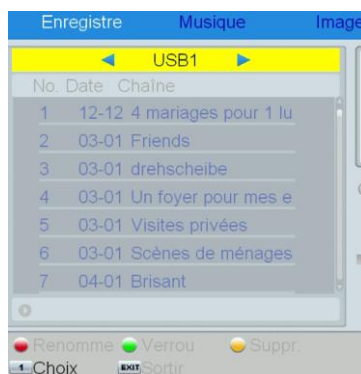 Enregistre Musique Image
USB1
No. Date Chaîne
1 12-12 4 mariages pour 1 lu
2 03-01 Friends
3 03-01 drehscheibe
4 03-01 Un foyer pour mes e
5 03-01 Visites privées
6 03-01 Scènes de ménages
7 04-01 Brisant
Renomme Verrou Suppr.
1 Choix EXIT Sortir